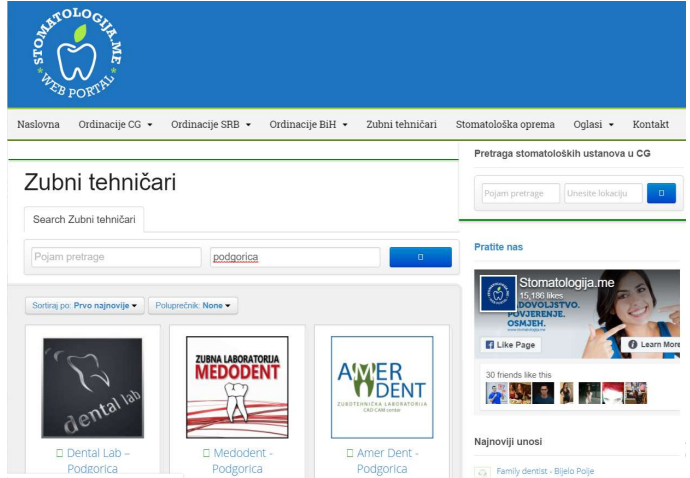 STOMATOLOGIJA.ME
* WEB PORTAL *
Naslovna Ordinacije CG Ordinacije SRB Ordinacije BiH Zubni tehničari Stomatološka oprema Oglasi Kontakt
Zubni tehničari
Search Zubni tehničari
Pojam pretrage podgorica
Sortiraj po: Prvo najnovije Poluprečnik: None
dental lab
Dental Lab –
Podgorica
ZUBNA LABORATORIJA
MEDODENT
Medodent -
Podgorica
AMER
DENT
ZUBOTEHNIČKA LABORATORIJA
CAD CAM centar
Amer Dent -
Podgorica
Pretraga stomatoloških ustanova u CG
Pojam pretrage Unesite lokaciju
Pratite nas
Stomatologija.me
15,186 likes
ZADOVOLJSTVO.
POVJERENJE.
OSMJEH.
Like Page Learn More
30 friends like this
Najnoviji unosi
Family dentist - Bijelo Polje